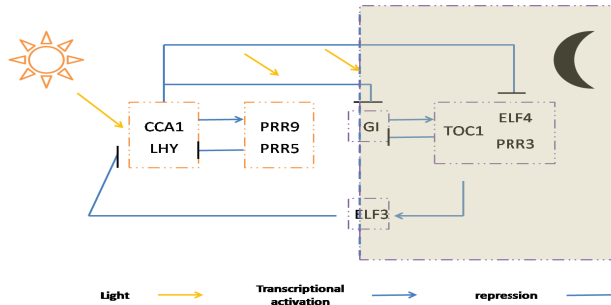 CCA1
LHY
PRR9
PRR5
GI
TOC1
ELF4
PRR3
ELF3
Light
Transcriptional
activation
repression